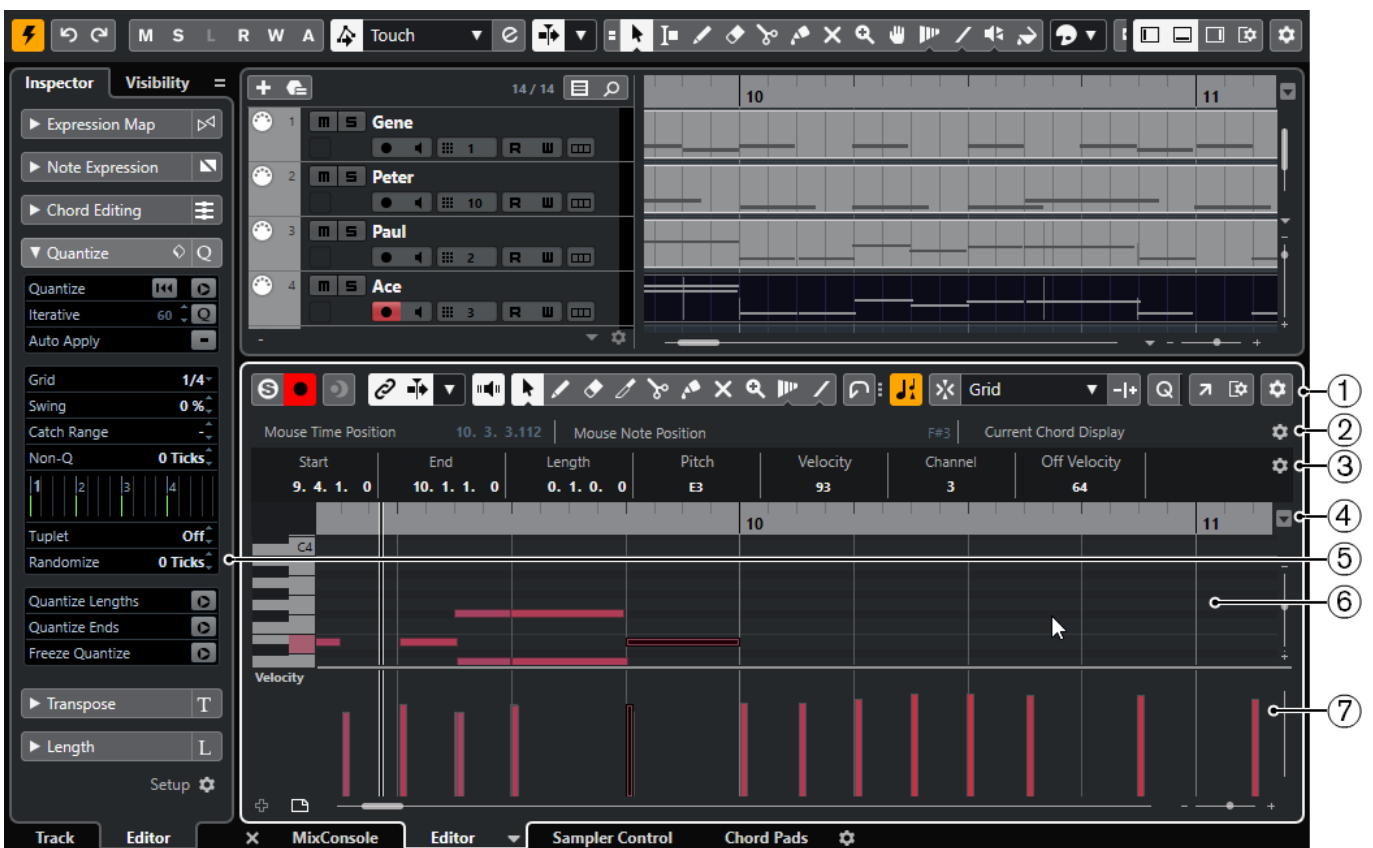 M S L R W A Touch
Inspector Visibility
14 / 14
10 11
Expression Map
Note Expression
Chord Editing
Quantize Q
Quantize
Iterative 60 Q
Auto Apply
Grid 1/4
Swing 0 %
Catch Range -
Non-Q 0 Ticks
1 2 3 4
Tuplet Off
Randomize 0 Ticks
Quantize Lengths
Quantize Ends
Freeze Quantize
Transpose T
Length L
Setup
1 m S Gene
1 R W
2 m S Peter
10 R W
3 m S Paul
2 R W
4 m S Ace
3 R W
-
S Grid Q 1
Mouse Time Position 10. 3. 3.112 Mouse Note Position F#3 Current Chord Display 2
Start End Length Pitch Velocity Channel Off Velocity 3
9. 4. 1. 0 10. 1. 1. 0 0. 1. 0. 0 E3 93 3 64
10 11 4
C4
5
6
Velocity
7
Track Editor MixConsole Editor Sampler Control Chord Pads